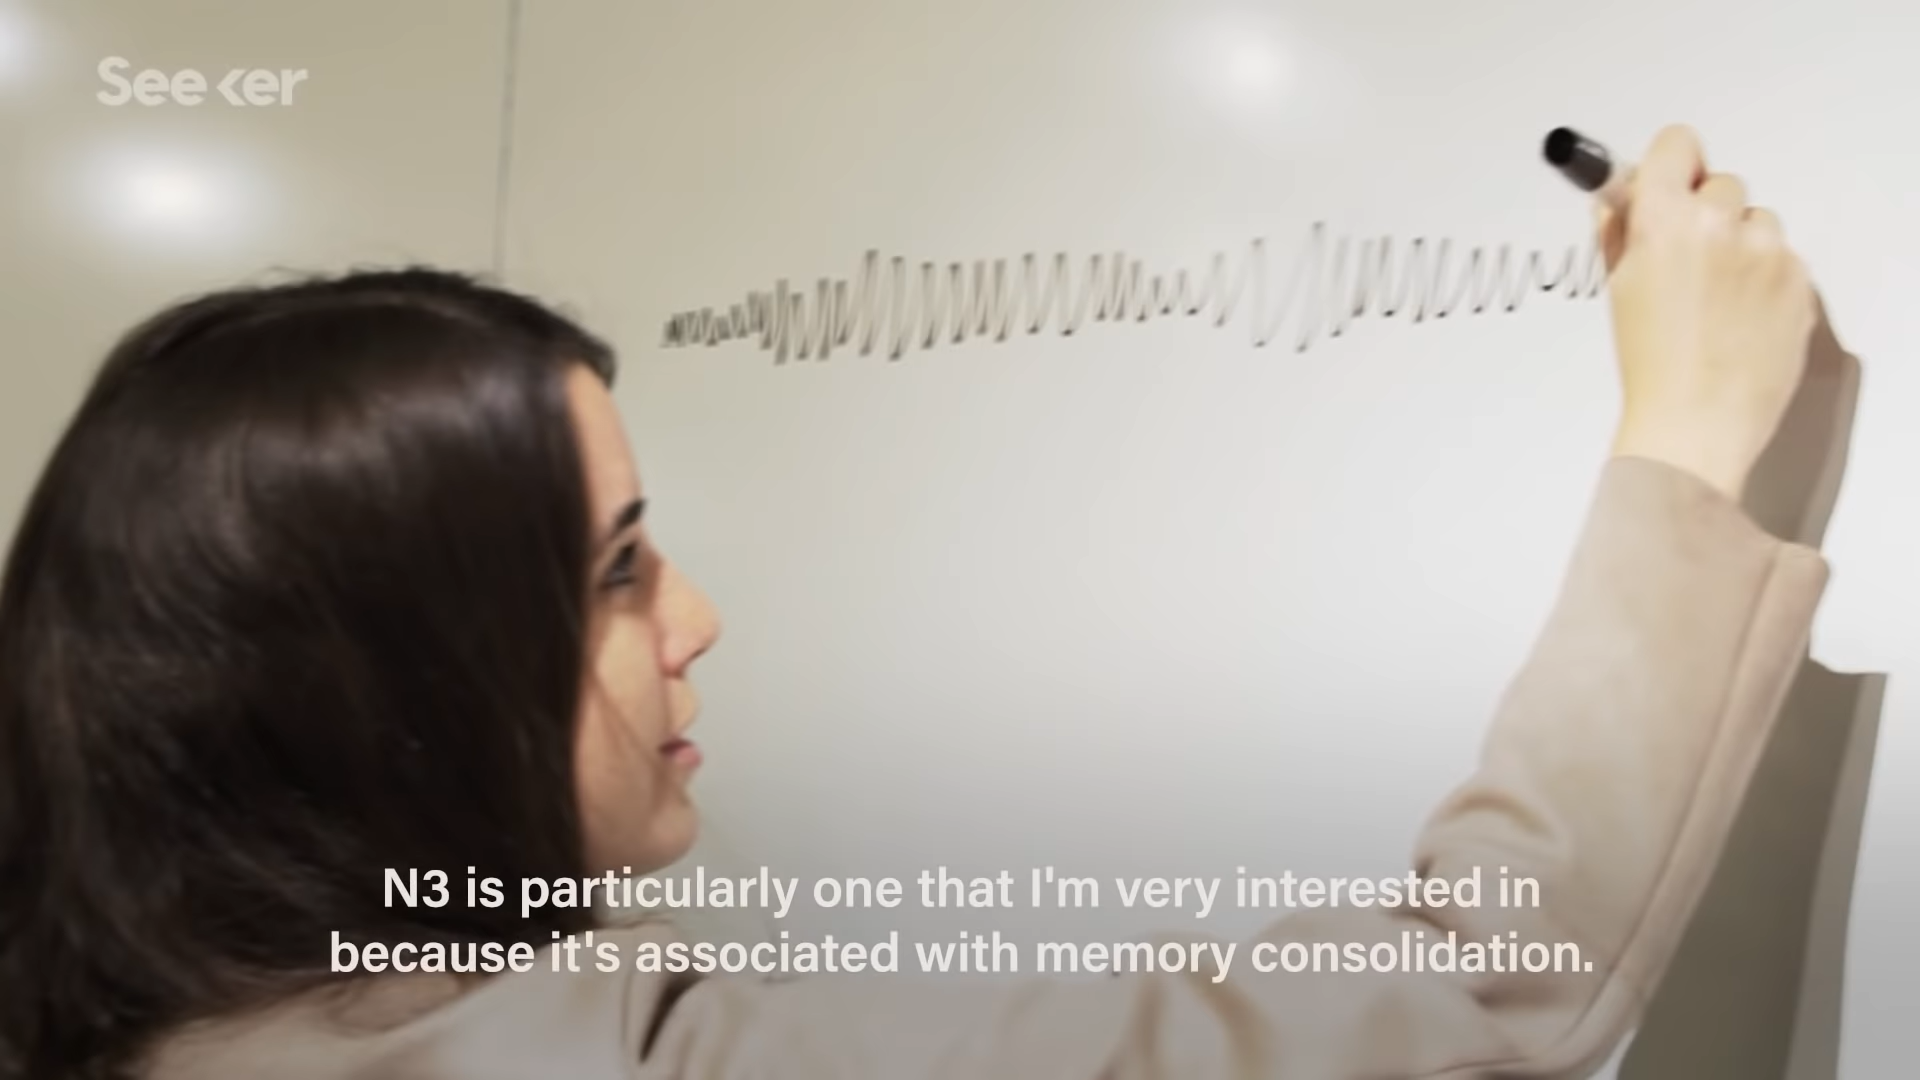 Seeker
N3 is particularly one that I'm very interested in
because it's associated with memory consolidation.